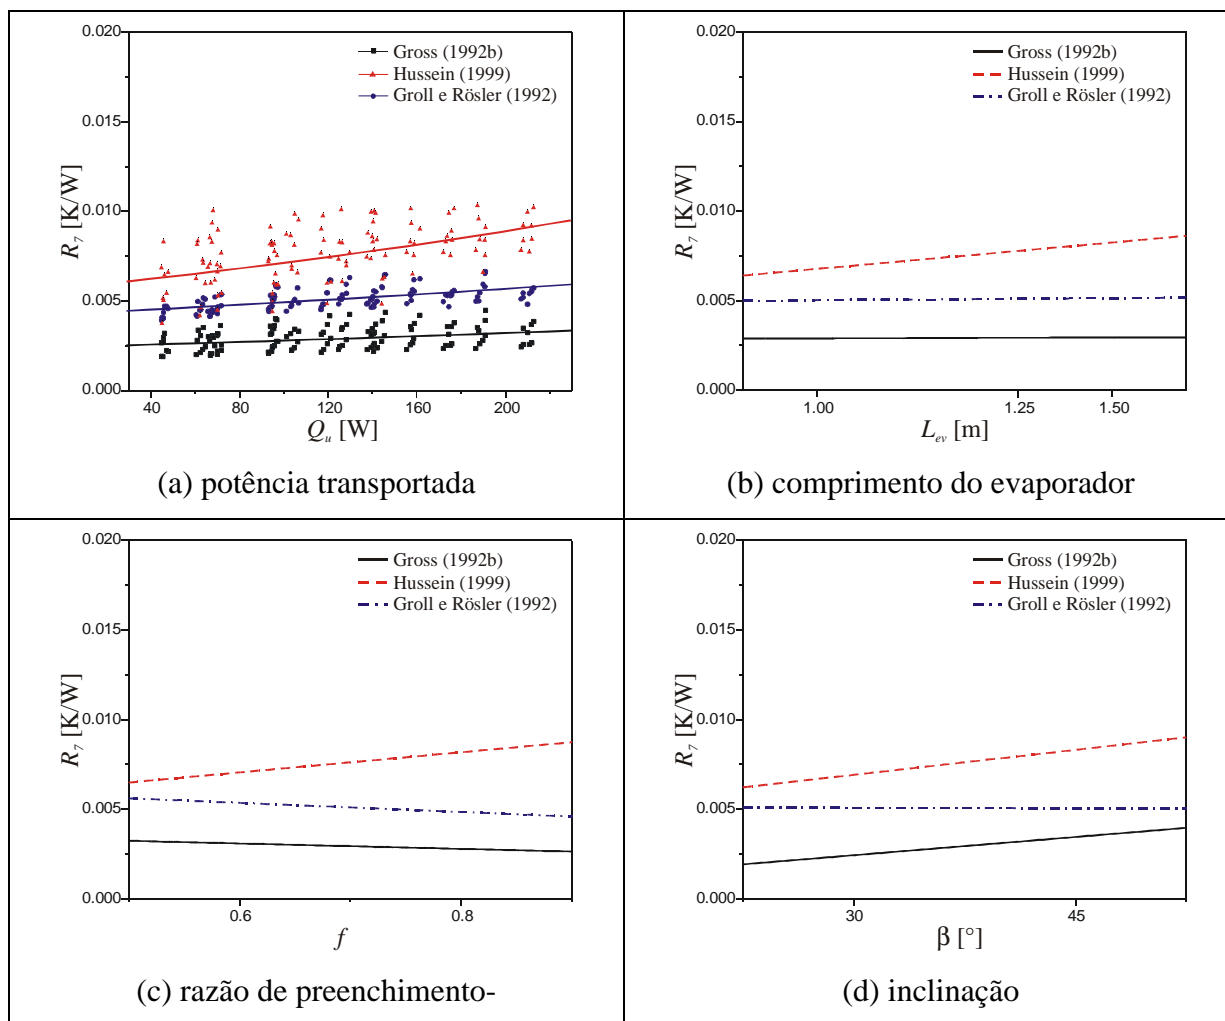 0.020
0.015
0.010
0.005
0.000
R7 [K/W]
Gross (1992b)
Hussein (1999)
Groll e Rösler (1992)
40 80 120 160 200
Qu [W]
(a) potência transportada
0.020
0.015
0.010
0.005
0.000
R7 [K/W]
Gross (1992b)
Hussein (1999)
Groll e Rösler (1992)
1.00 1.25 1.50
Lev [m]
(b) comprimento do evaporador
0.020
0.015
0.010
0.005
0.000
R7 [K/W]
Gross (1992b)
Hussein (1999)
Groll e Rösler (1992)
0.6 0.8
f
(c) razão de preenchimento-
0.020
0.015
0.010
0.005
0.000
R7 [K/W]
Gross (1992b)
Hussein (1999)
Groll e Rösler (1992)
30 45
β [°]
(d) inclinação